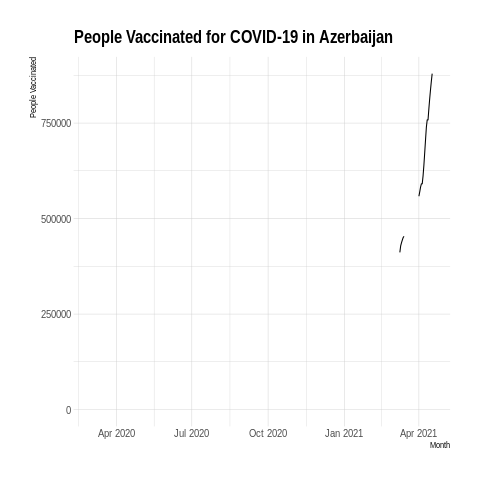 People Vaccinated for COVID-19 in Azerbaijan
People Vaccinated
750000
500000
250000
0
Apr 2020 Jul 2020 Oct 2020 Jan 2021 Apr 2021
Month